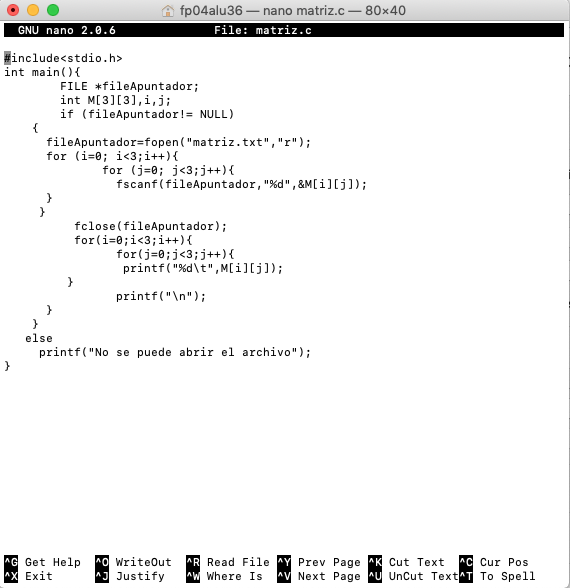 fp04alu36 — nano matriz.c — 80×40
GNU nano 2.0.6 File: matriz.c
#include<stdio.h>
int main(){
FILE *fileApuntador;
int M[3][3],i,j;
if (fileApuntador!= NULL)
{
fileApuntador=fopen("matriz.txt","r");
for (i=0; i<3;i++){
for (j=0; j<3;j++){
fscanf(fileApuntador,"%d",&M[i][j]);
}
}
fclose(fileApuntador);
for(i=0;i<3;i++){
for(j=0;j<3;j++){
printf("%d\t",M[i][j]);
}
printf("\n");
}
}
else
printf("No se puede abrir el archivo");
}
^G Get Help ^O WriteOut ^R Read File ^Y Prev Page ^K Cut Text ^C Cur Pos
^X Exit ^J Justify ^W Where Is ^V Next Page ^U UnCut Text ^T To Spell